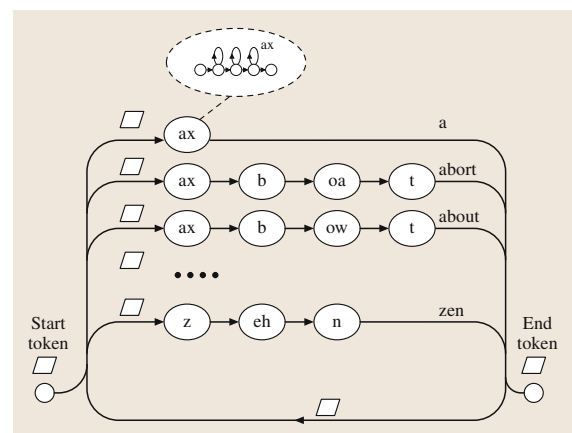 ax
ax a
ax b oa t abort
ax b ow t about
z eh n zen
Start
token
End
token